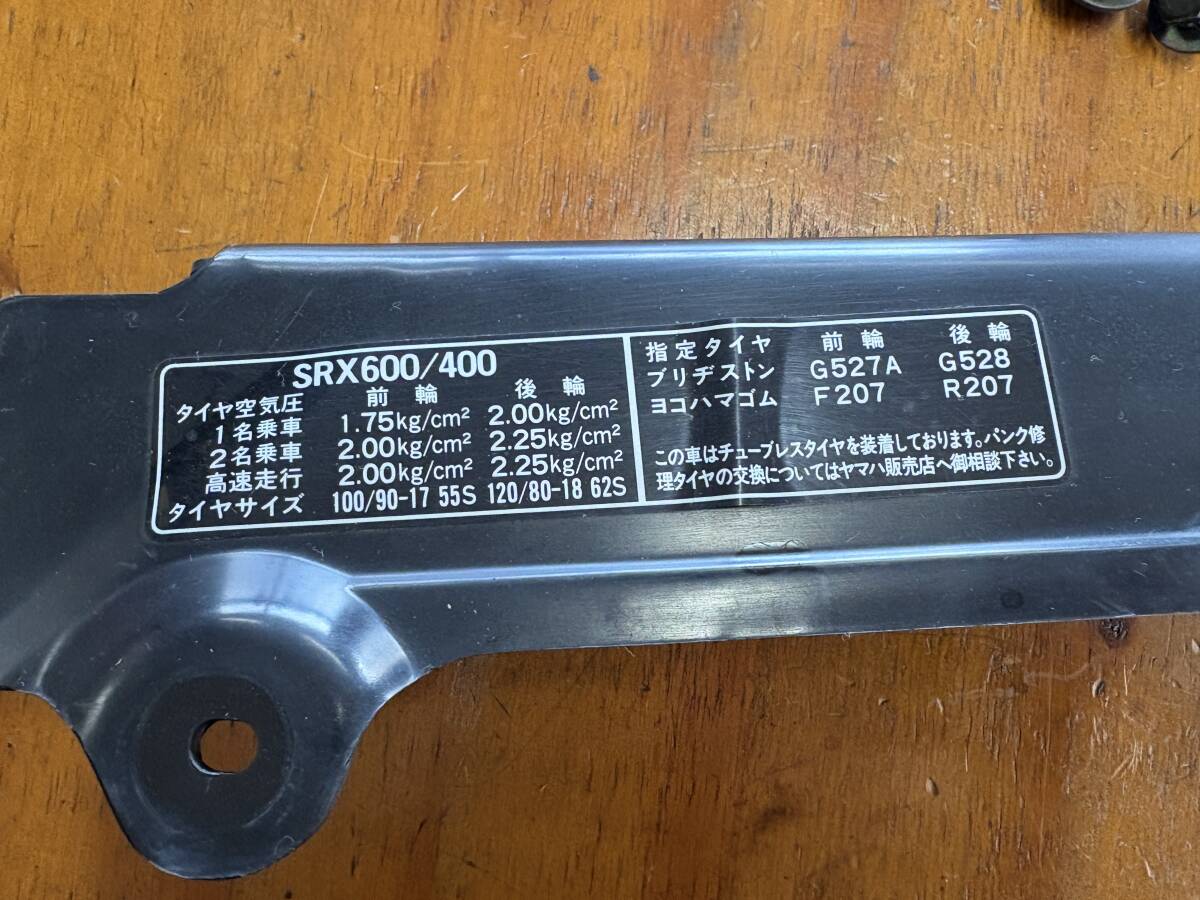 SRX600/400
タイヤ空気圧 前輪 後輪
1名乗車 1.75kg/cm² 2.00kg/cm²
2名乗車 2.00kg/cm² 2.25kg/cm²
高速走行 2.00kg/cm² 2.25kg/cm²
タイヤサイズ 100/90-17 55S 120/80-18 62S
指定タイヤ 前輪 後輪
ブリヂストン G527A G528
ヨコハマゴム F207 R207
この車はチューブレスタイヤを装着しております。パンク修
理タイヤの交換についてはヤマハ販売店へ御相談下さい。